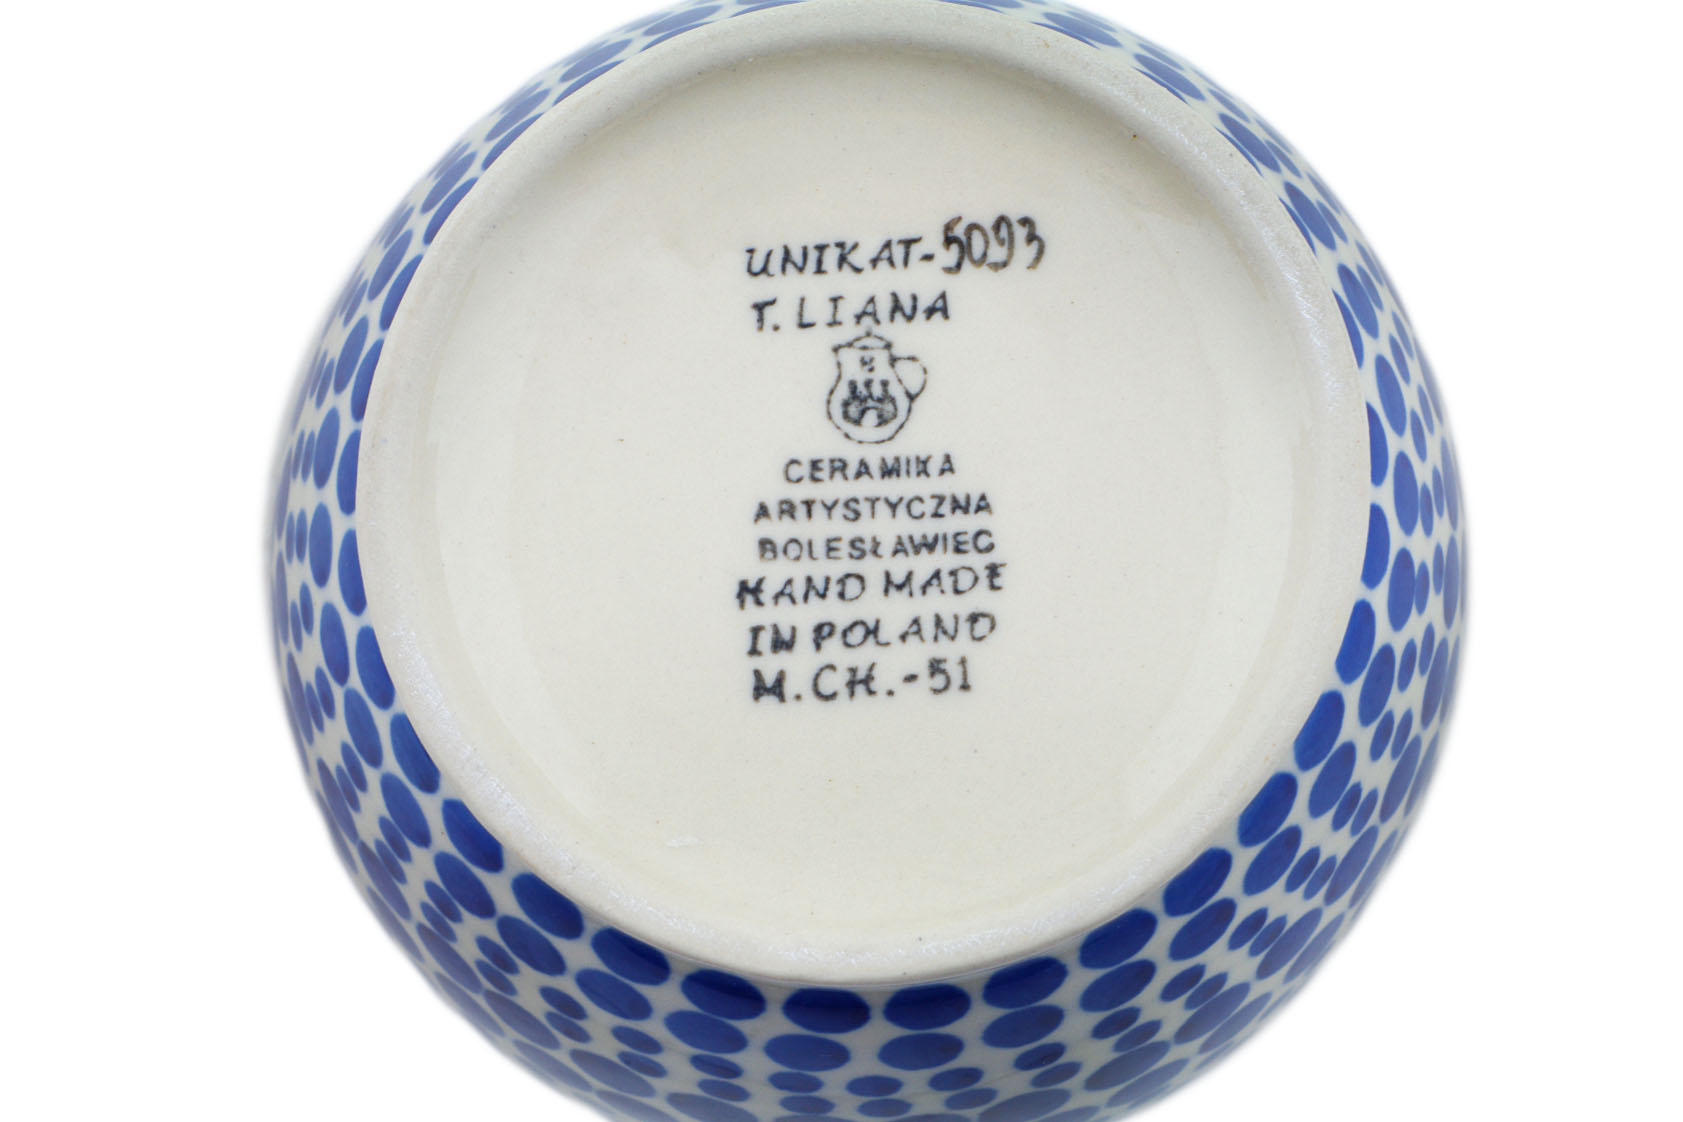 UNIKAT-5093
T. LIANA
CERAMIKA
ARTYSTYCZNA
BOLESŁAWIEC
HAND MADE
IN POLAND
M.CH.-51